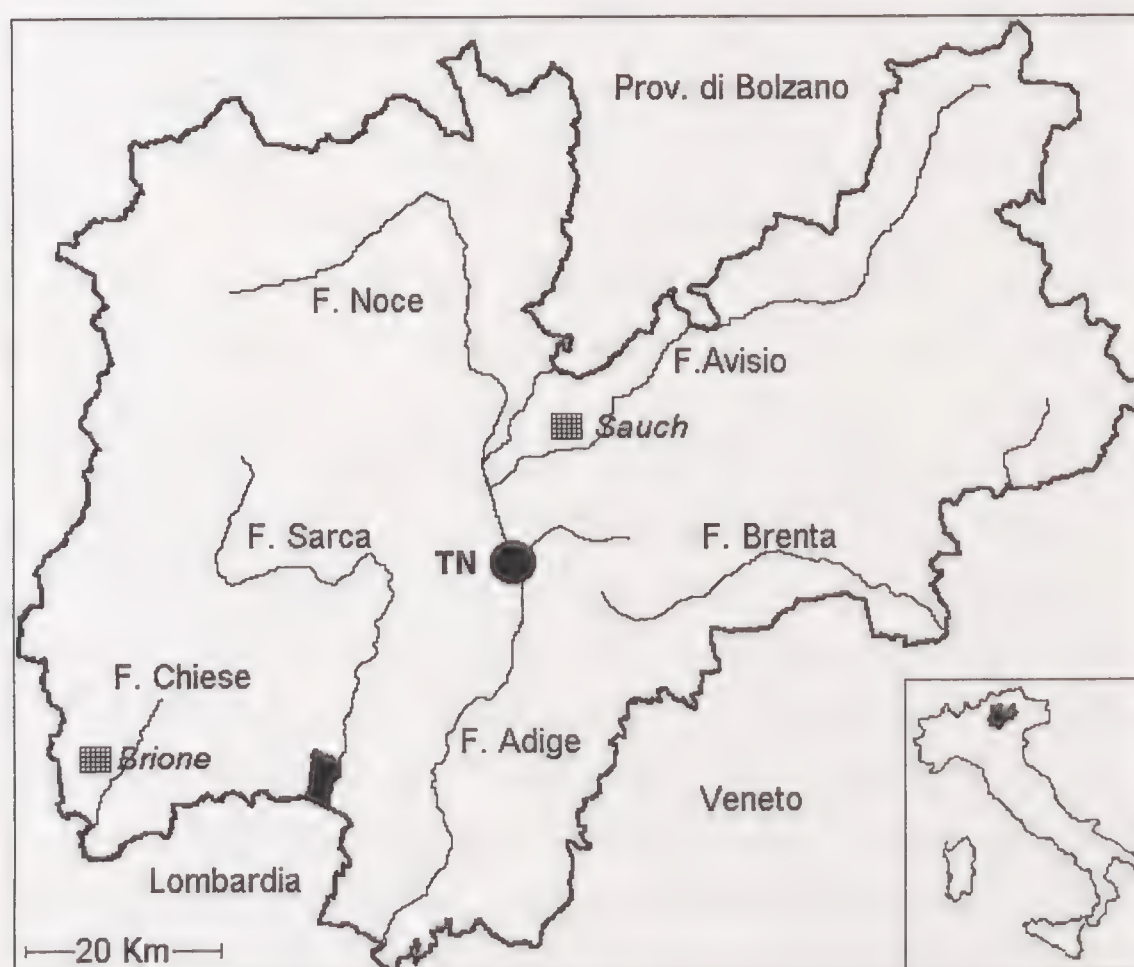 Prov. di Bolzano
F. Noce
F.Avisio
Sauch
F. Sarca
TN
F. Brenta
F. Chiese
Brione
F. Adige
Veneto
Lombardia
20 Km